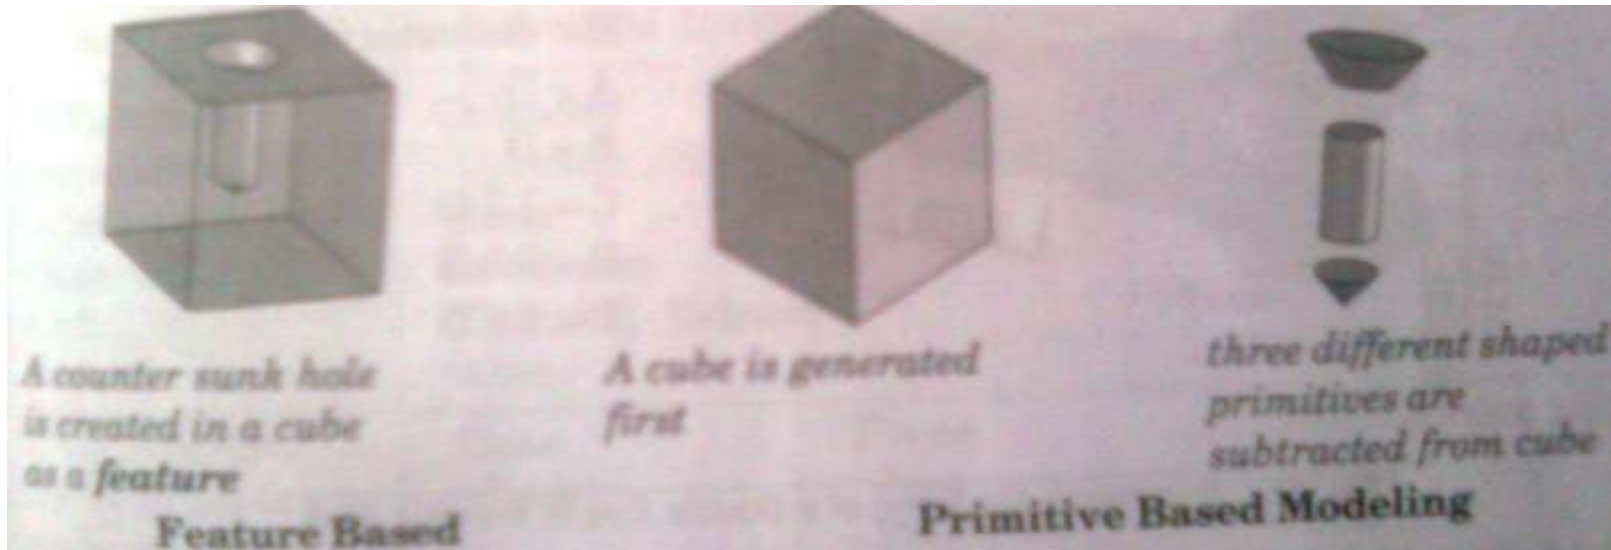 A counter sunk hole
is created in a cube
as a feature
Feature Based
A cube is generated
first
three different shaped
primitives are
subtracted from cube
Primitive Based Modeling